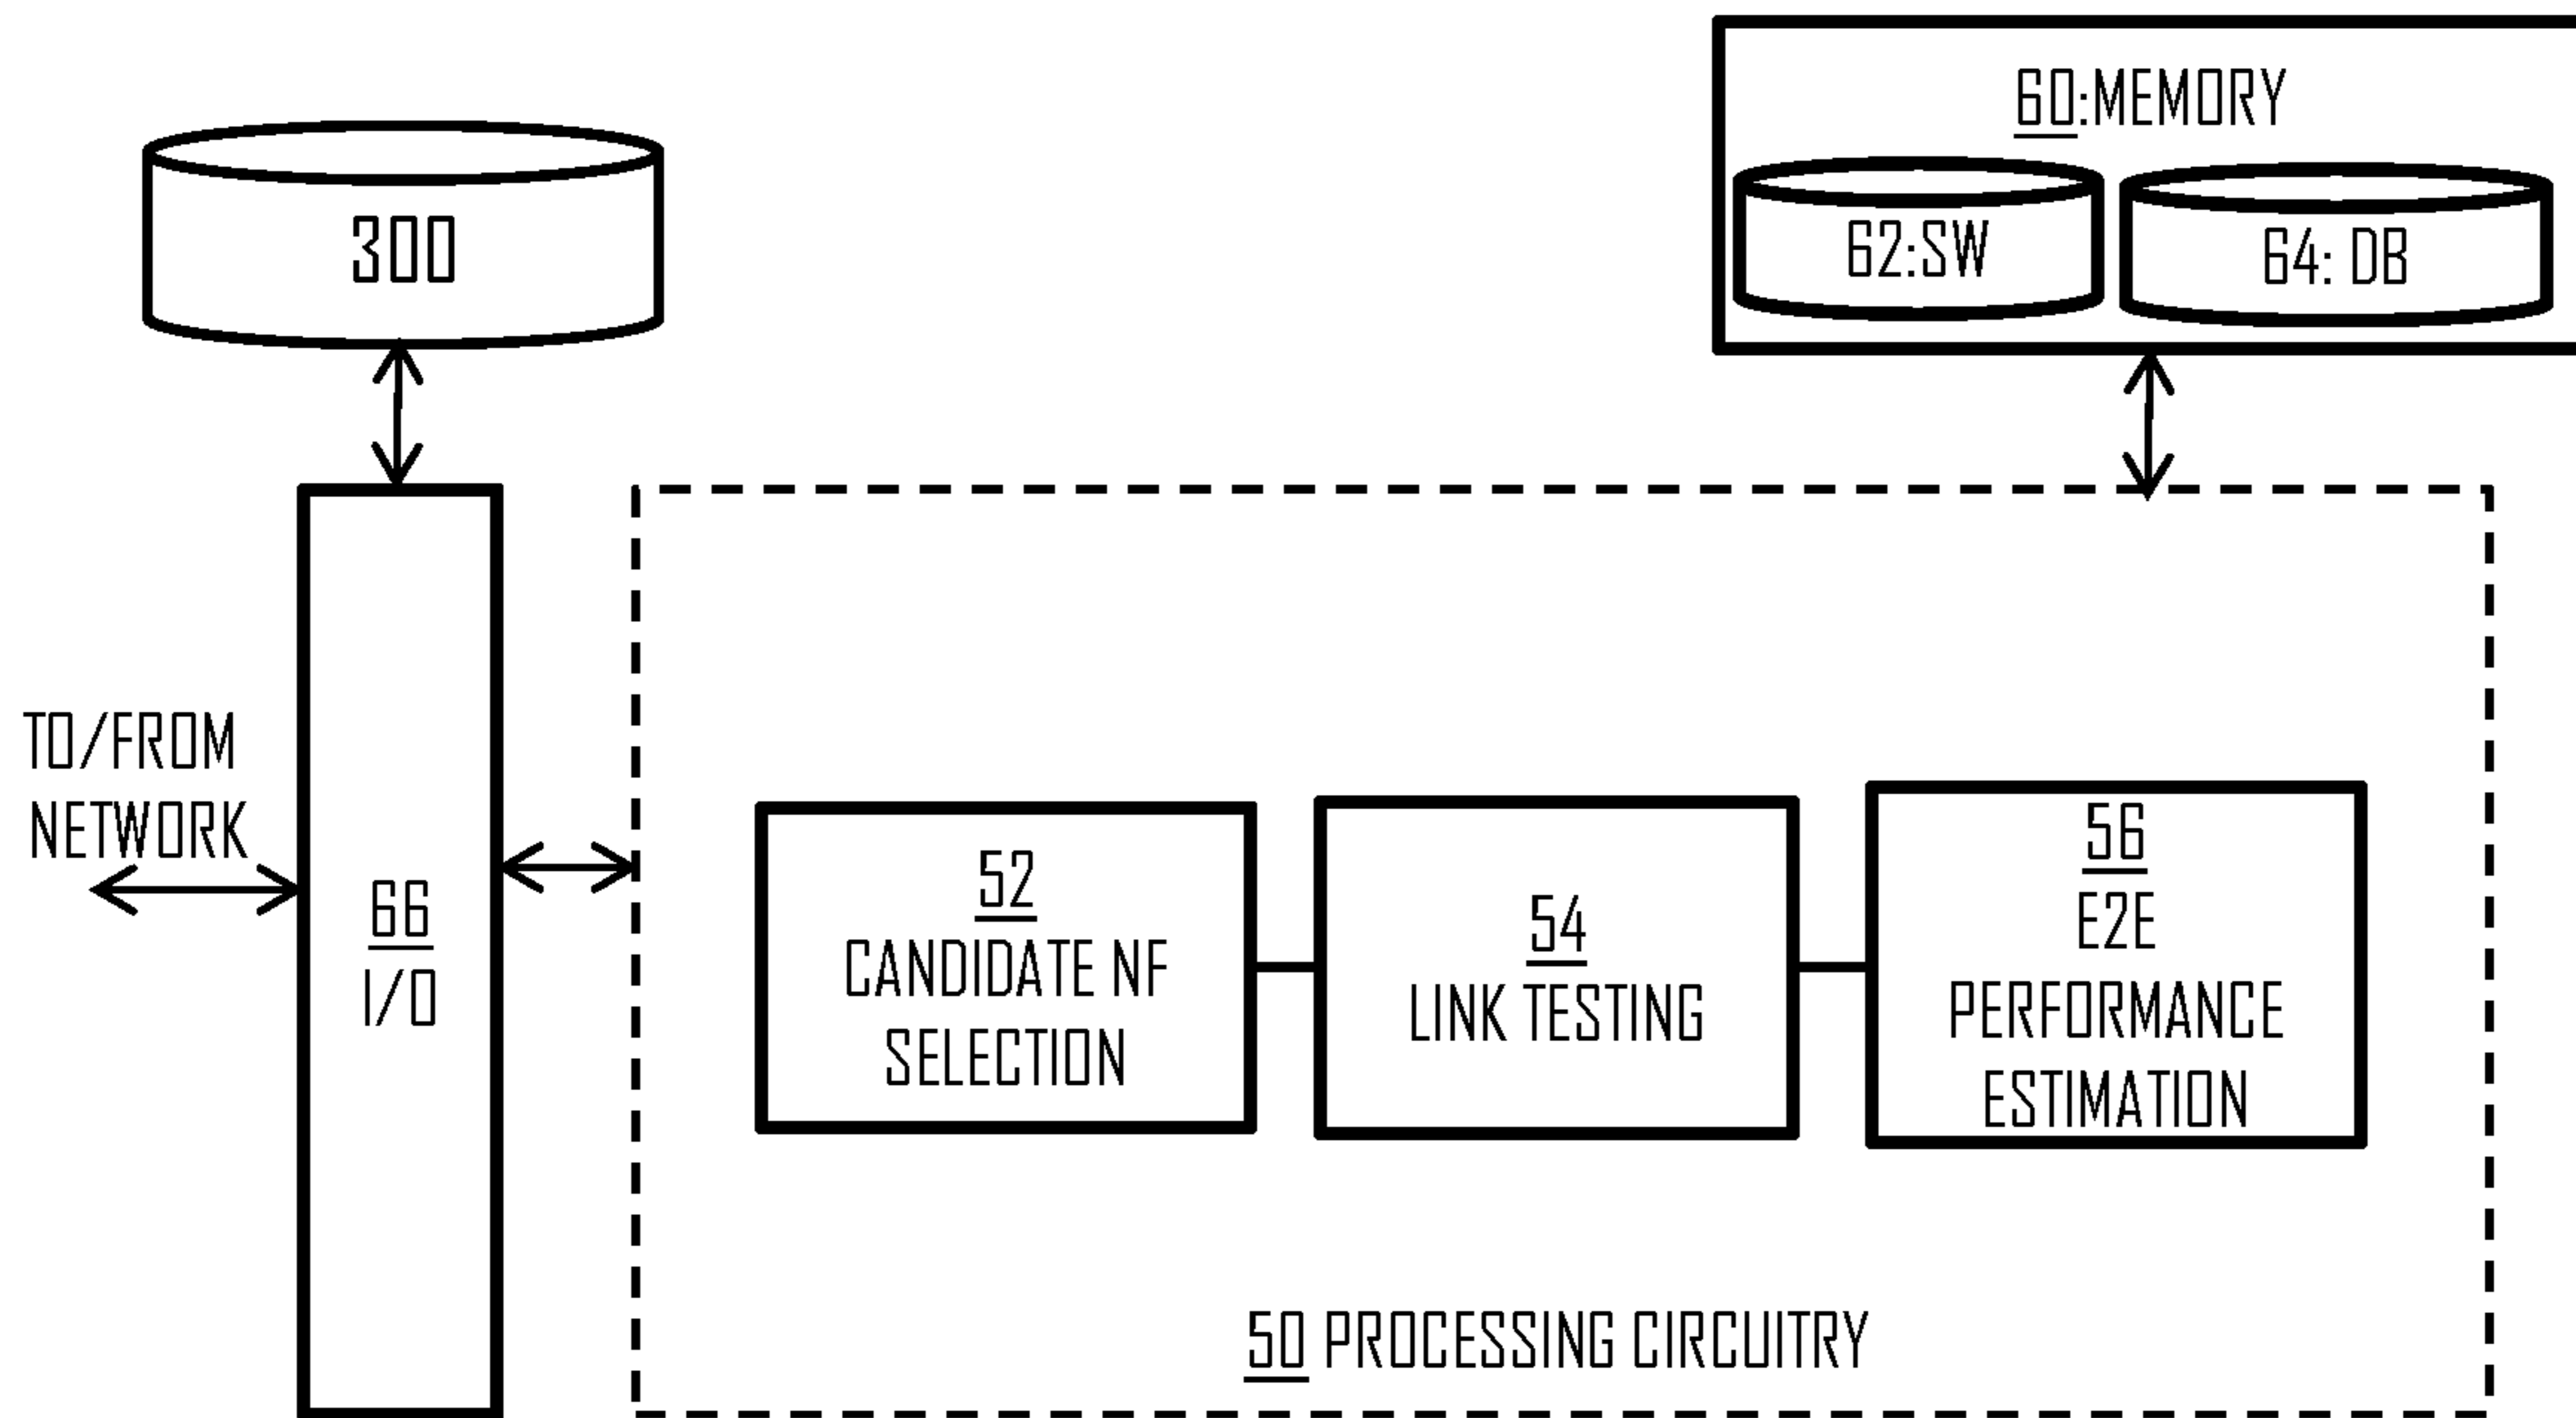 60:MEMORY
300
62:SW
64: DB
TO/FROM
NETWORK
66
I/O
52
CANDIDATE NF
SELECTION
54
LINK TESTING
56
E2E
PERFORMANCE
ESTIMATION
50 PROCESSING CIRCUITRY